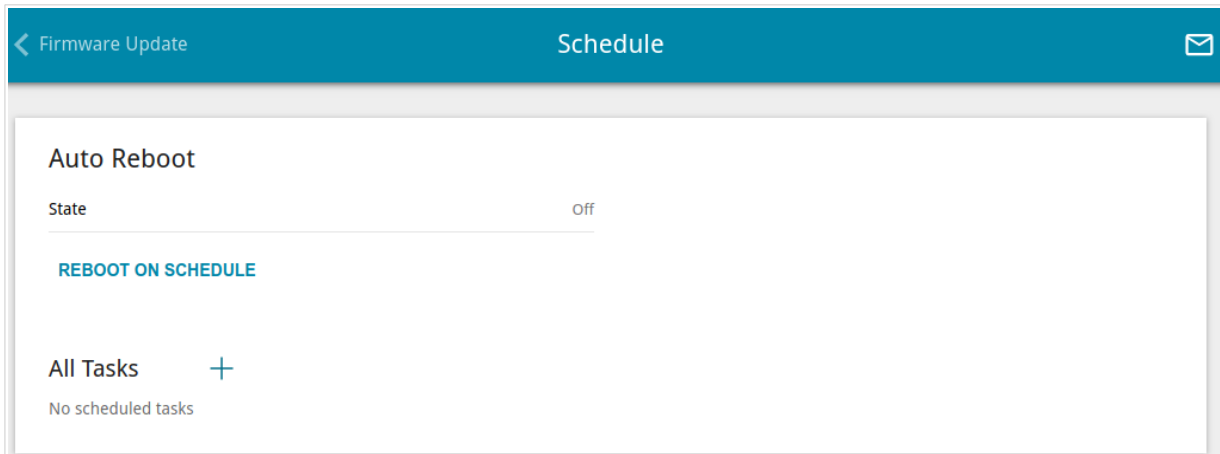 Firmware Update
Schedule
Auto Reboot
State Off
REBOOT ON SCHEDULE
All Tasks
No scheduled tasks